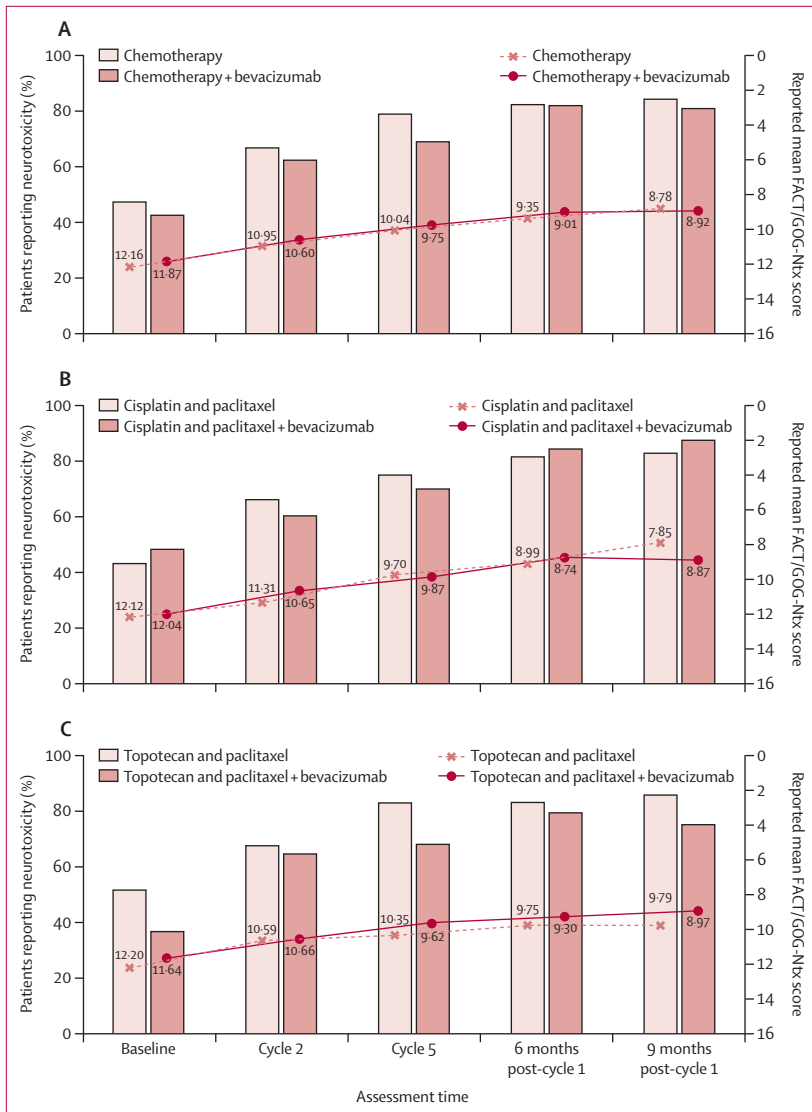 A
Chemotherapy
Chemotherapy + bevacizumab
Chemotherapy
Chemotherapy + bevacizumab
Patients reporting neurotoxicity (%)
100
80
60
40
20
0
Reported mean FACT/GOG-Ntx score
0
2
4
6
8
10
12
14
16
12·16
11·87
10·95
10·60
10·04
9·75
9·35
9·01
8·78
8·92
B
Cisplatin and paclitaxel
Cisplatin and paclitaxel + bevacizumab
Cisplatin and paclitaxel
Cisplatin and paclitaxel + bevacizumab
Patients reporting neurotoxicity (%)
100
80
60
40
20
0
Reported mean FACT/GOG-Ntx score
0
2
4
6
8
10
12
14
16
12·12
12·04
11·31
10·65
9·70
9·87
8·99
8·74
7·85
8·87
C
Topotecan and paclitaxel
Topotecan and paclitaxel + bevacizumab
Topotecan and paclitaxel
Topotecan and paclitaxel + bevacizumab
Patients reporting neurotoxicity (%)
100
80
60
40
20
0
Reported mean FACT/GOG-Ntx score
0
2
4
6
8
10
12
14
16
12·20
11·64
10·59
10·66
10·35
9·62
9·75
9·30
9·79
8·97
Baseline
Cycle 2
Cycle 5
6 months
post-cycle 1
9 months
post-cycle 1
Assessment time